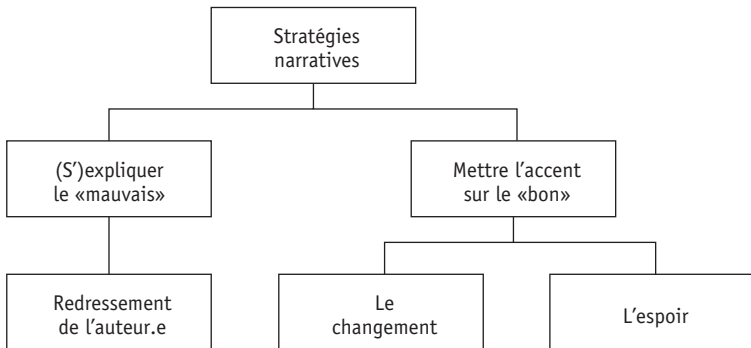 Stratégies
narratives
(S')expliquer
le «mauvais»
Mettre l'accent
sur le «bon»
Redressement
de l'auteur.e
Le
changement
L'espoir